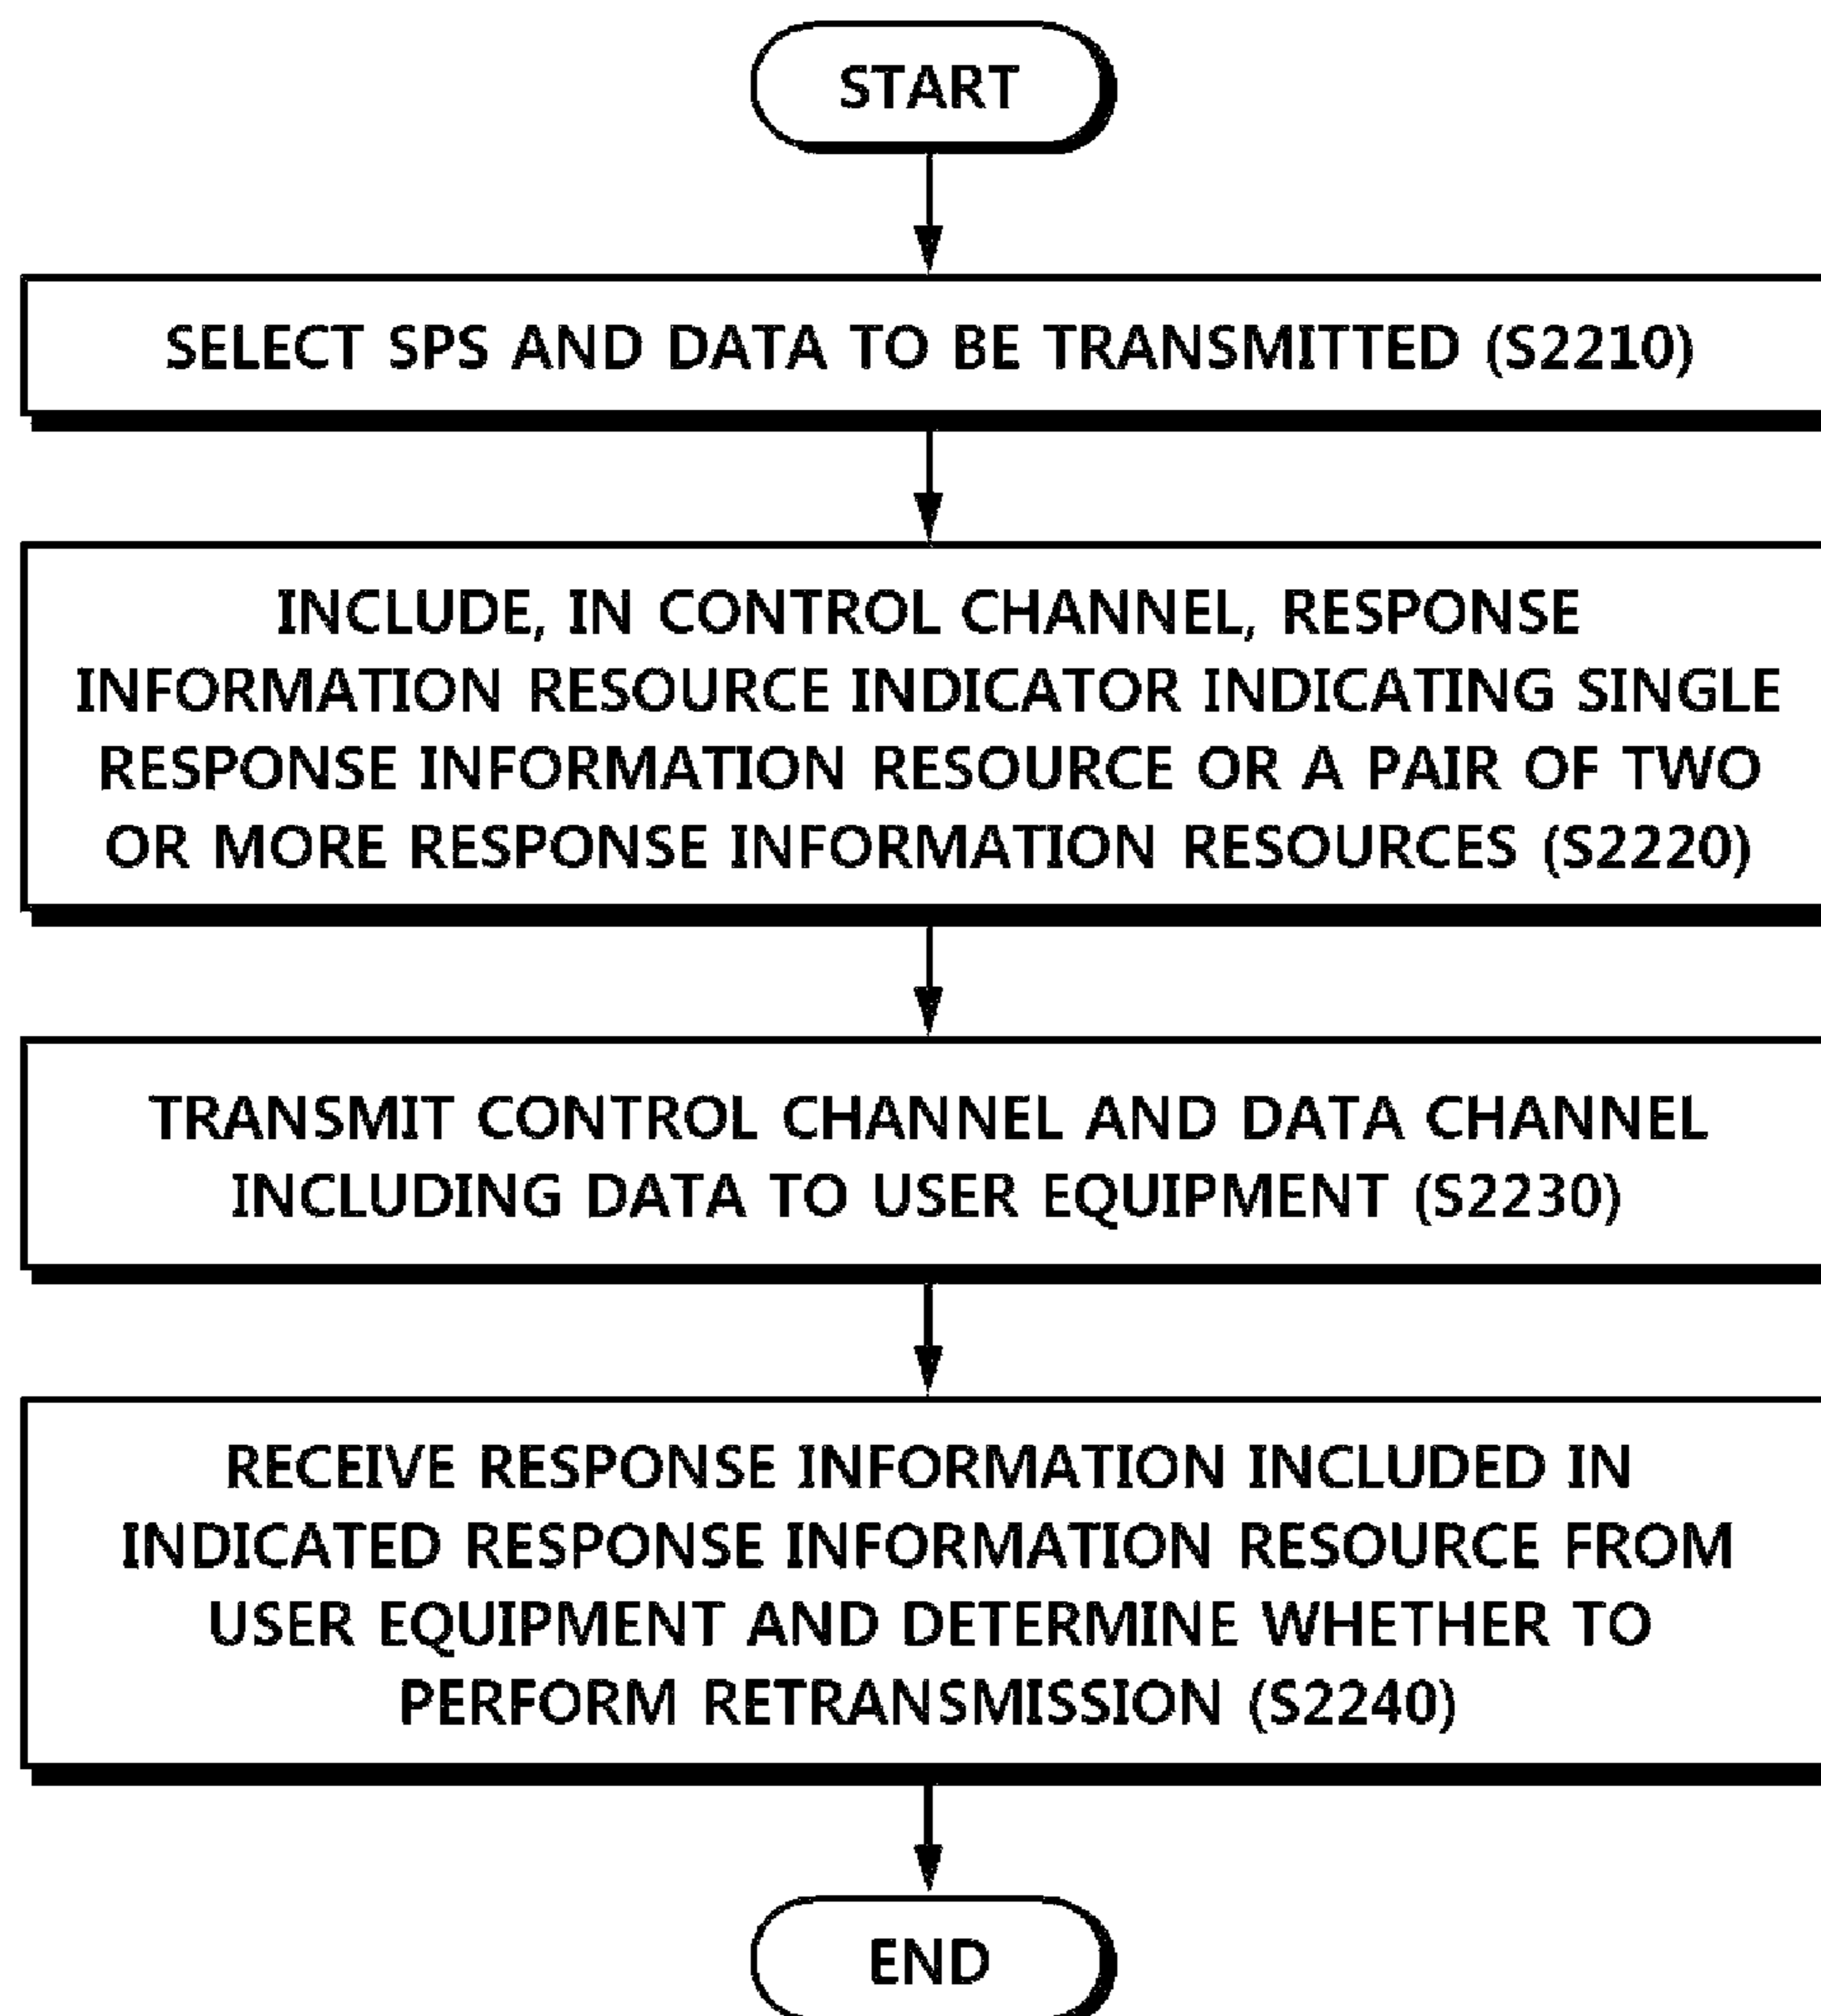 START
SELECT SPS AND DATA TO BE TRANSMITTED (S2210)
INCLUDE, IN CONTROL CHANNEL, RESPONSE
INFORMATION RESOURCE INDICATOR INDICATING SINGLE
RESPONSE INFORMATION RESOURCE OR A PAIR OF TWO
OR MORE RESPONSE INFORMATION RESOURCES (S2220)
TRANSMIT CONTROL CHANNEL AND DATA CHANNEL
INCLUDING DATA TO USER EQUIPMENT (S2230)
RECEIVE RESPONSE INFORMATION INCLUDED IN
INDICATED RESPONSE INFORMATION RESOURCE FROM
USER EQUIPMENT AND DETERMINE WHETHER TO
PERFORM RETRANSMISSION (S2240)
END